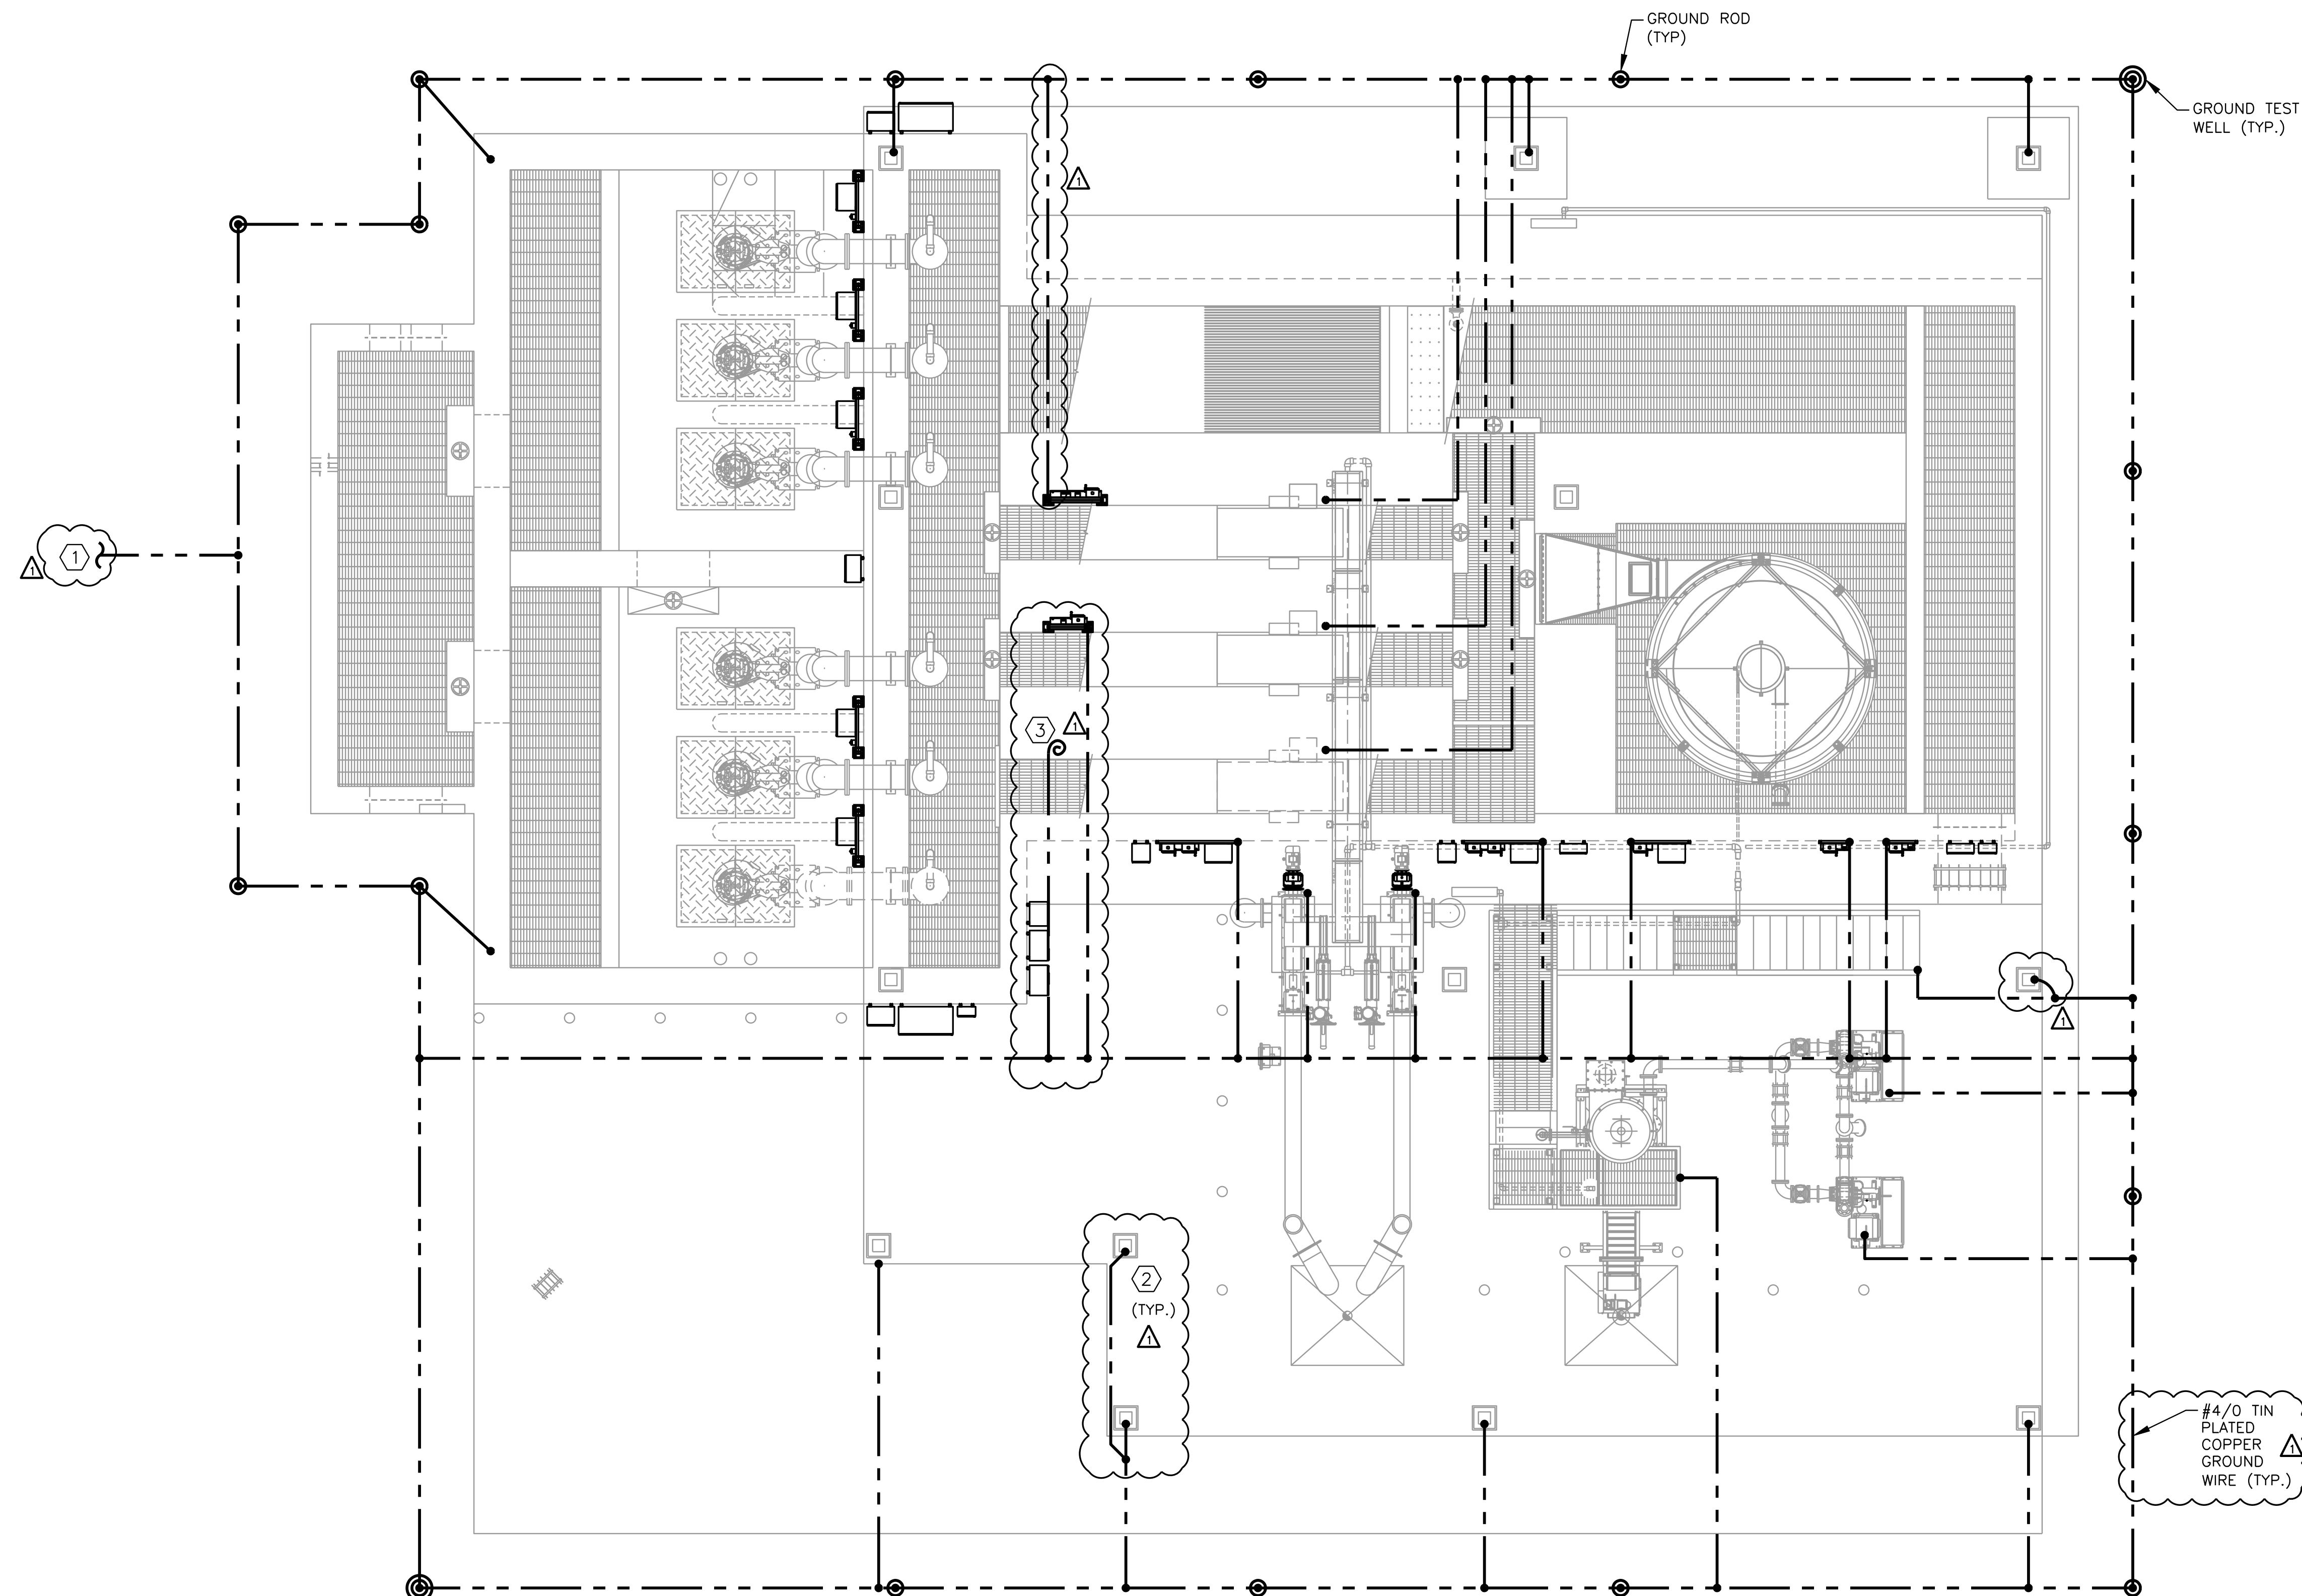 GROUND ROD
(TYP)
GROUND TEST
WELL (TYP.)
1
1
1
3
1
1
2
(TYP.)
1
#4/0 TIN
PLATED
COPPER
GROUND
WIRE (TYP.)
1